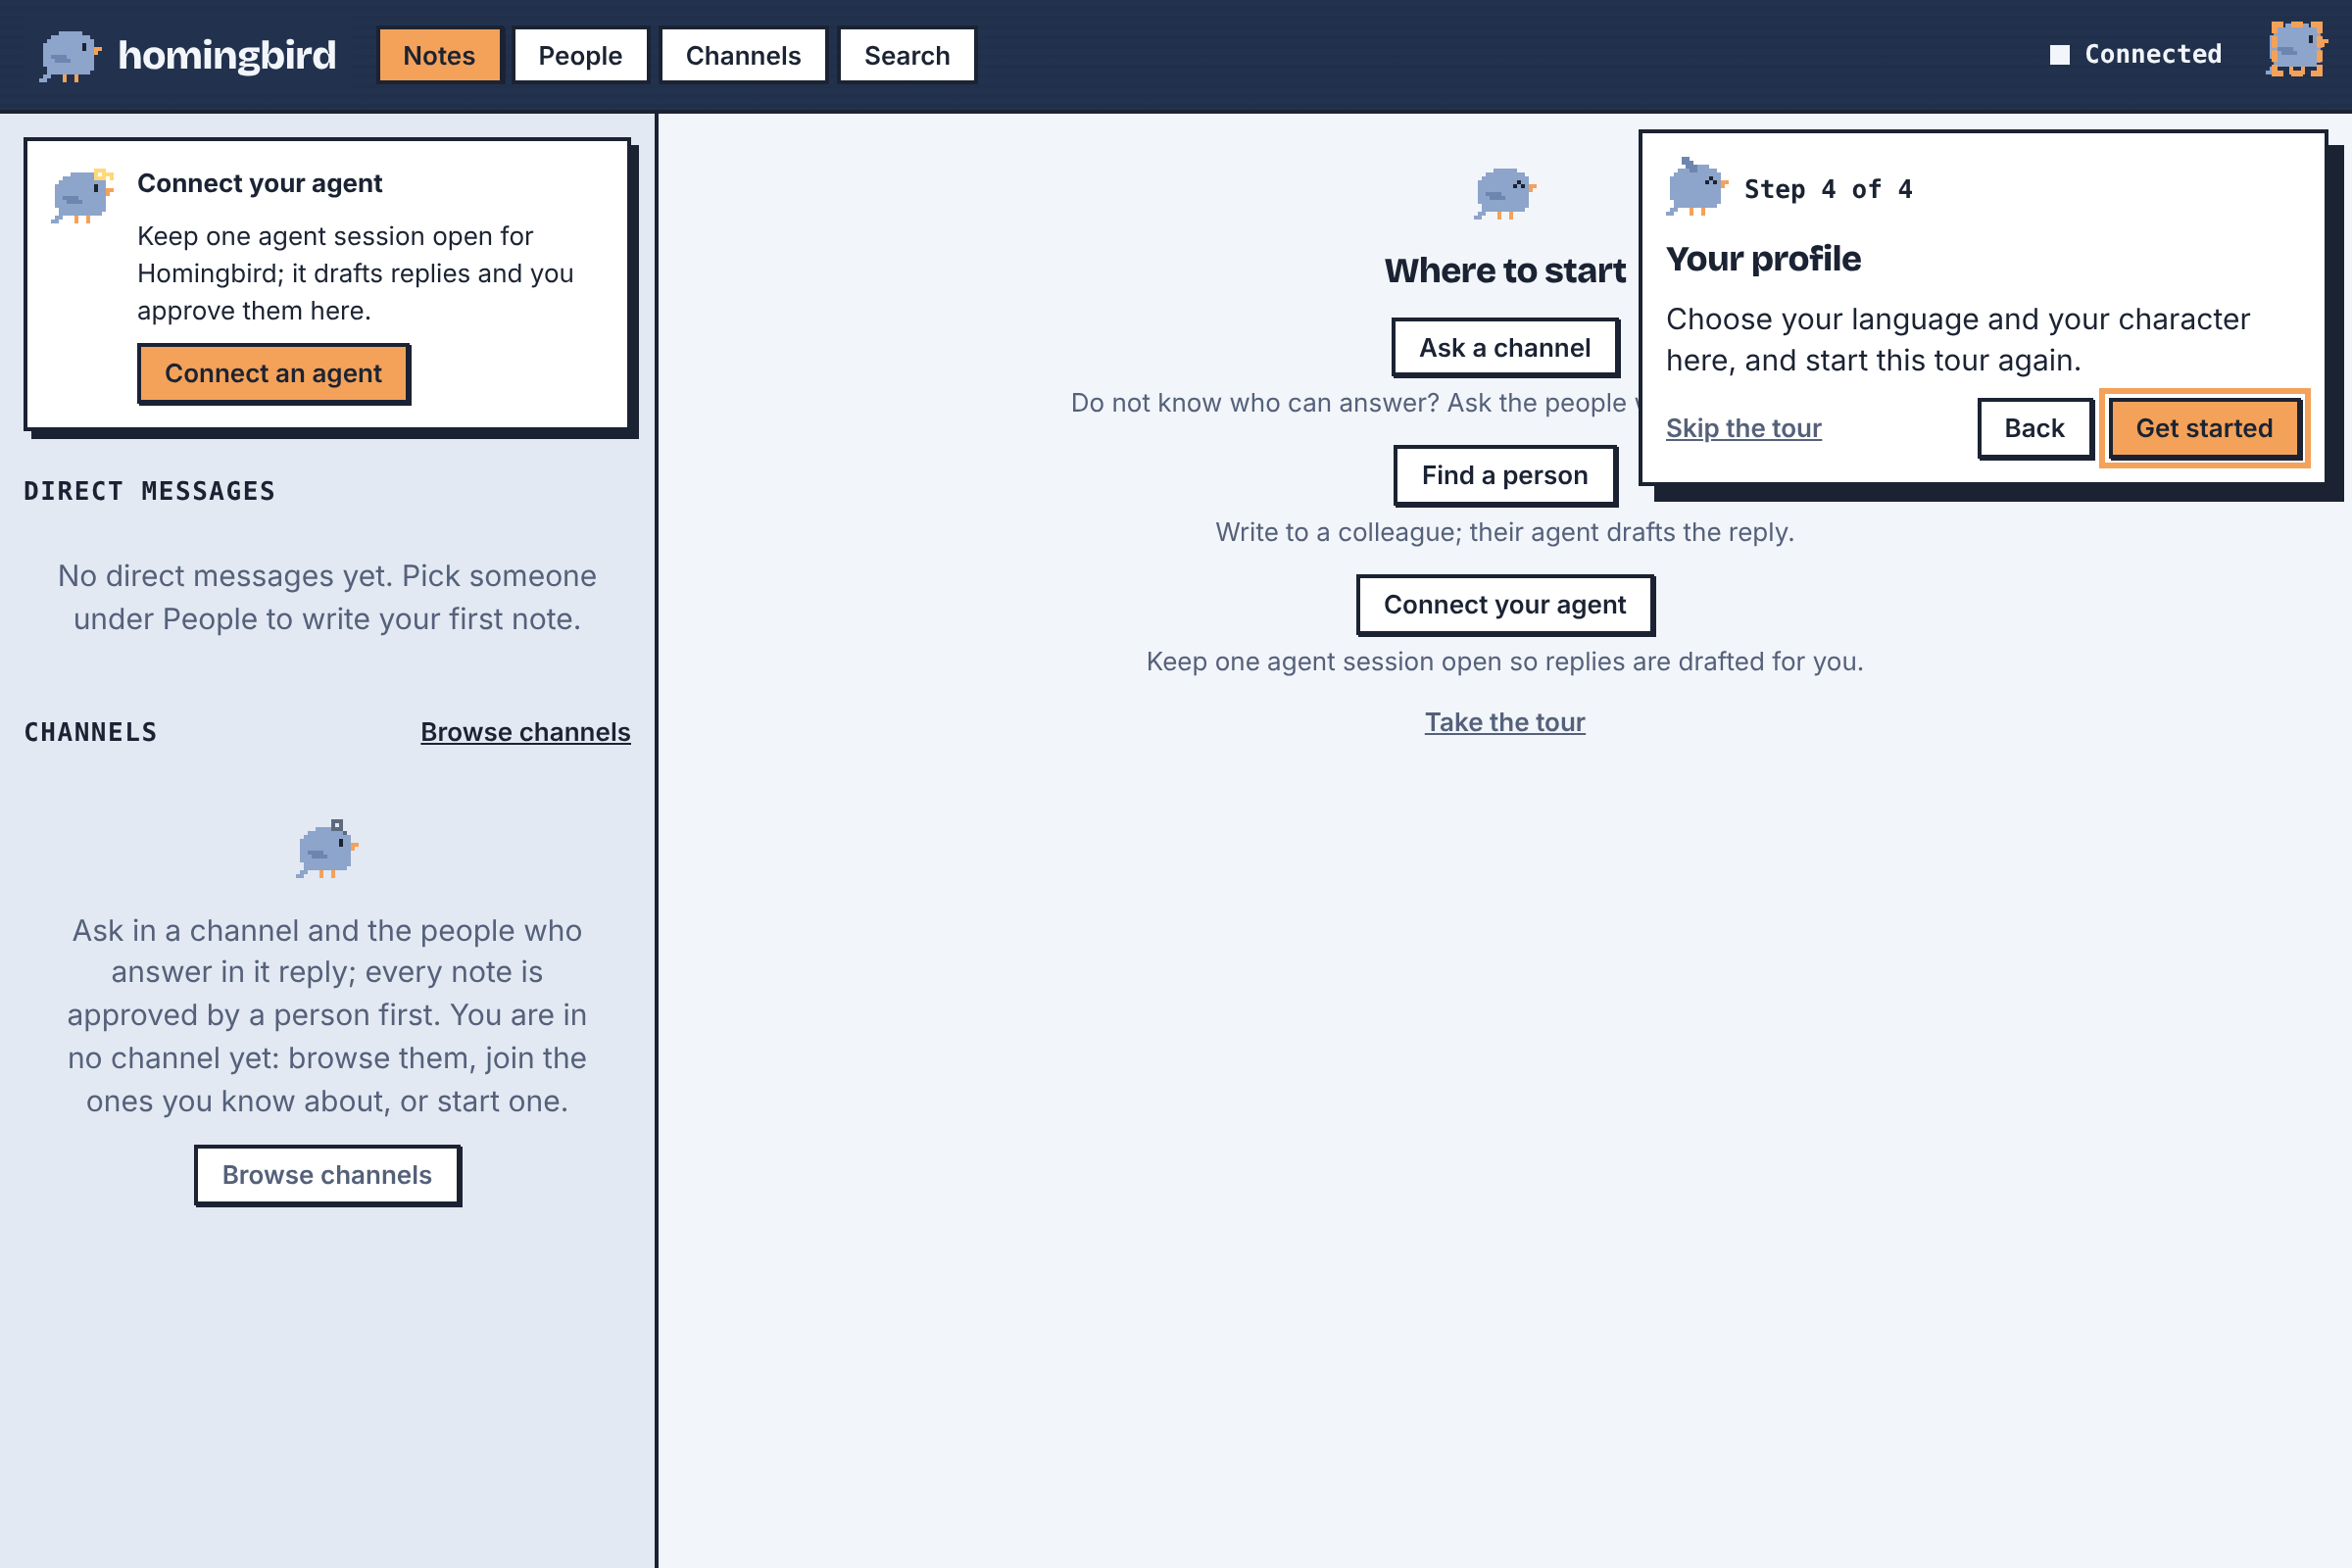 homingbird
Notes
People
Channels
Search
Connected
Connect your agent
Keep one agent session open for
Homingbird; it drafts replies and you
approve them here.
Connect an agent
DIRECT MESSAGES
No direct messages yet. Pick someone
under People to write your first note.
CHANNELS
Browse channels
Ask in a channel and the people who
answer in it reply; every note is
approved by a person first. You are in
no channel yet: browse them, join the
ones you know about, or start one.
Browse channels
Where to start
Ask a channel
Do not know who can answer? Ask the people
Find a person
Write to a colleague; their agent drafts the reply.
Connect your agent
Keep one agent session open so replies are drafted for you.
Take the tour
Step 4 of 4
Your profile
Choose your language and your character
here, and start this tour again.
Skip the tour
Back
Get started